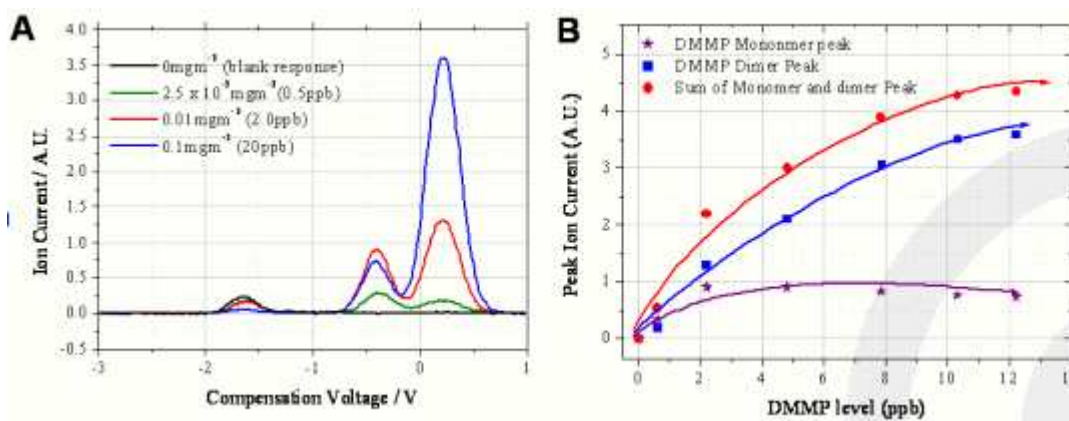 A
4.0
3.5
3.0
2.5
2.0
1.5
1.0
0.5
0.0
-0.5
Ion Current / A.U.
0mgm⁻³ (blank response)
2.5 x 10⁻³mgm⁻³(0.5ppb)
0.01mgm⁻³ (2.0ppb)
0.1mgm⁻³ (20ppb)
-3
-2
-1
0
1
Compensation Voltage / V
B
5
4
3
2
1
0
Peak Ion Current (A.U.)
DMMP Mononmer peak
DMMP Dimer Peak
Sum of Monomer and dimer Peak
0
2
4
6
8
10
12
DMMP level (ppb)